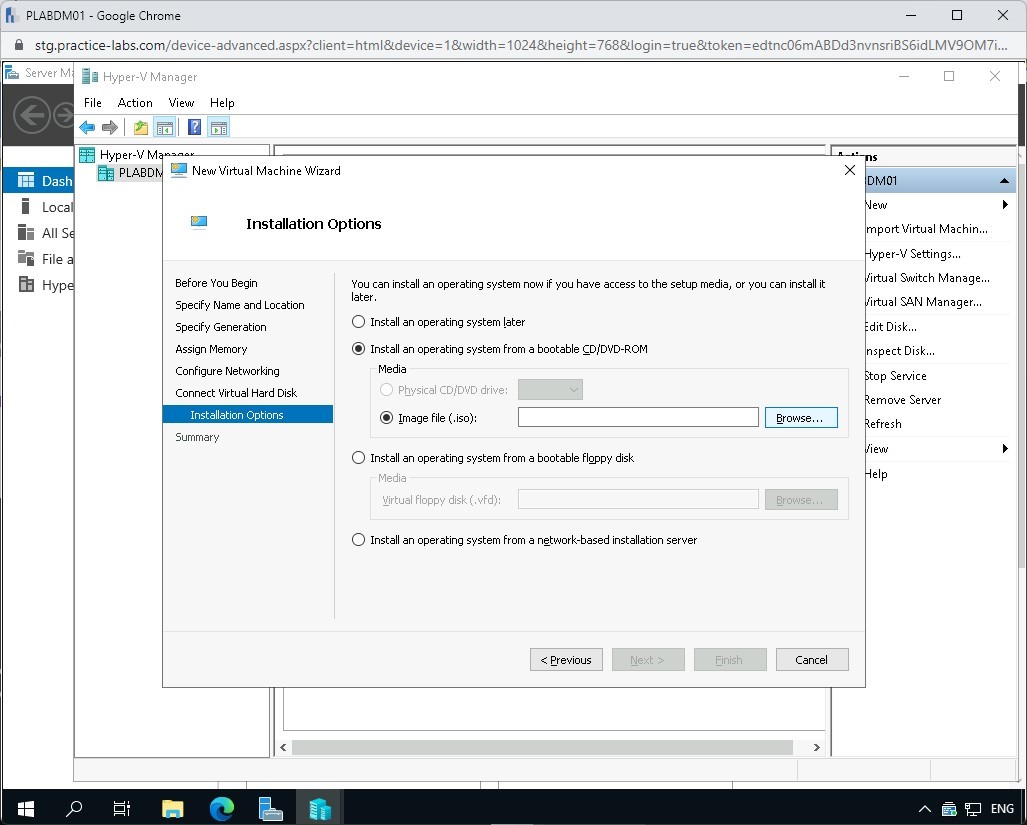 PLABDM01 - Google Chrome
stg.practice-labs.com/device-advanced.aspx?client=html&device=1&width=1024&height=768&login=true&token=edtnc06mABDd3nvnsriBS6idLMV9OM7i...
Server Ma
Hyper-V Manager
File Action View Help
Hyper-V Manager
PLABDM
Dash
Local
All Se
File a
Hype
New Virtual Machine Wizard
Installation Options
Before You Begin
Specify Name and Location
Specify Generation
Assign Memory
Configure Networking
Connect Virtual Hard Disk
Installation Options
Summary
You can install an operating system now if you have access to the setup media, or you can install it
later.
Install an operating system later
Install an operating system from a bootable CD/DVD-ROM
Media
Physical CD/DVD drive:
Image file (.iso):
Browse...
Install an operating system from a bootable floppy disk
Media
Virtual floppy disk (.vfd):
Browse...
Install an operating system from a network-based installation server
< Previous
Next >
Finish
Cancel
Actions
BDM01
New
mport Virtual Machine...
Hyper-V Settings...
Virtual Switch Manage...
Virtual SAN Manager...
Edit Disk...
nspect Disk...
Stop Service
Remove Server
Refresh
View
Help
ENG